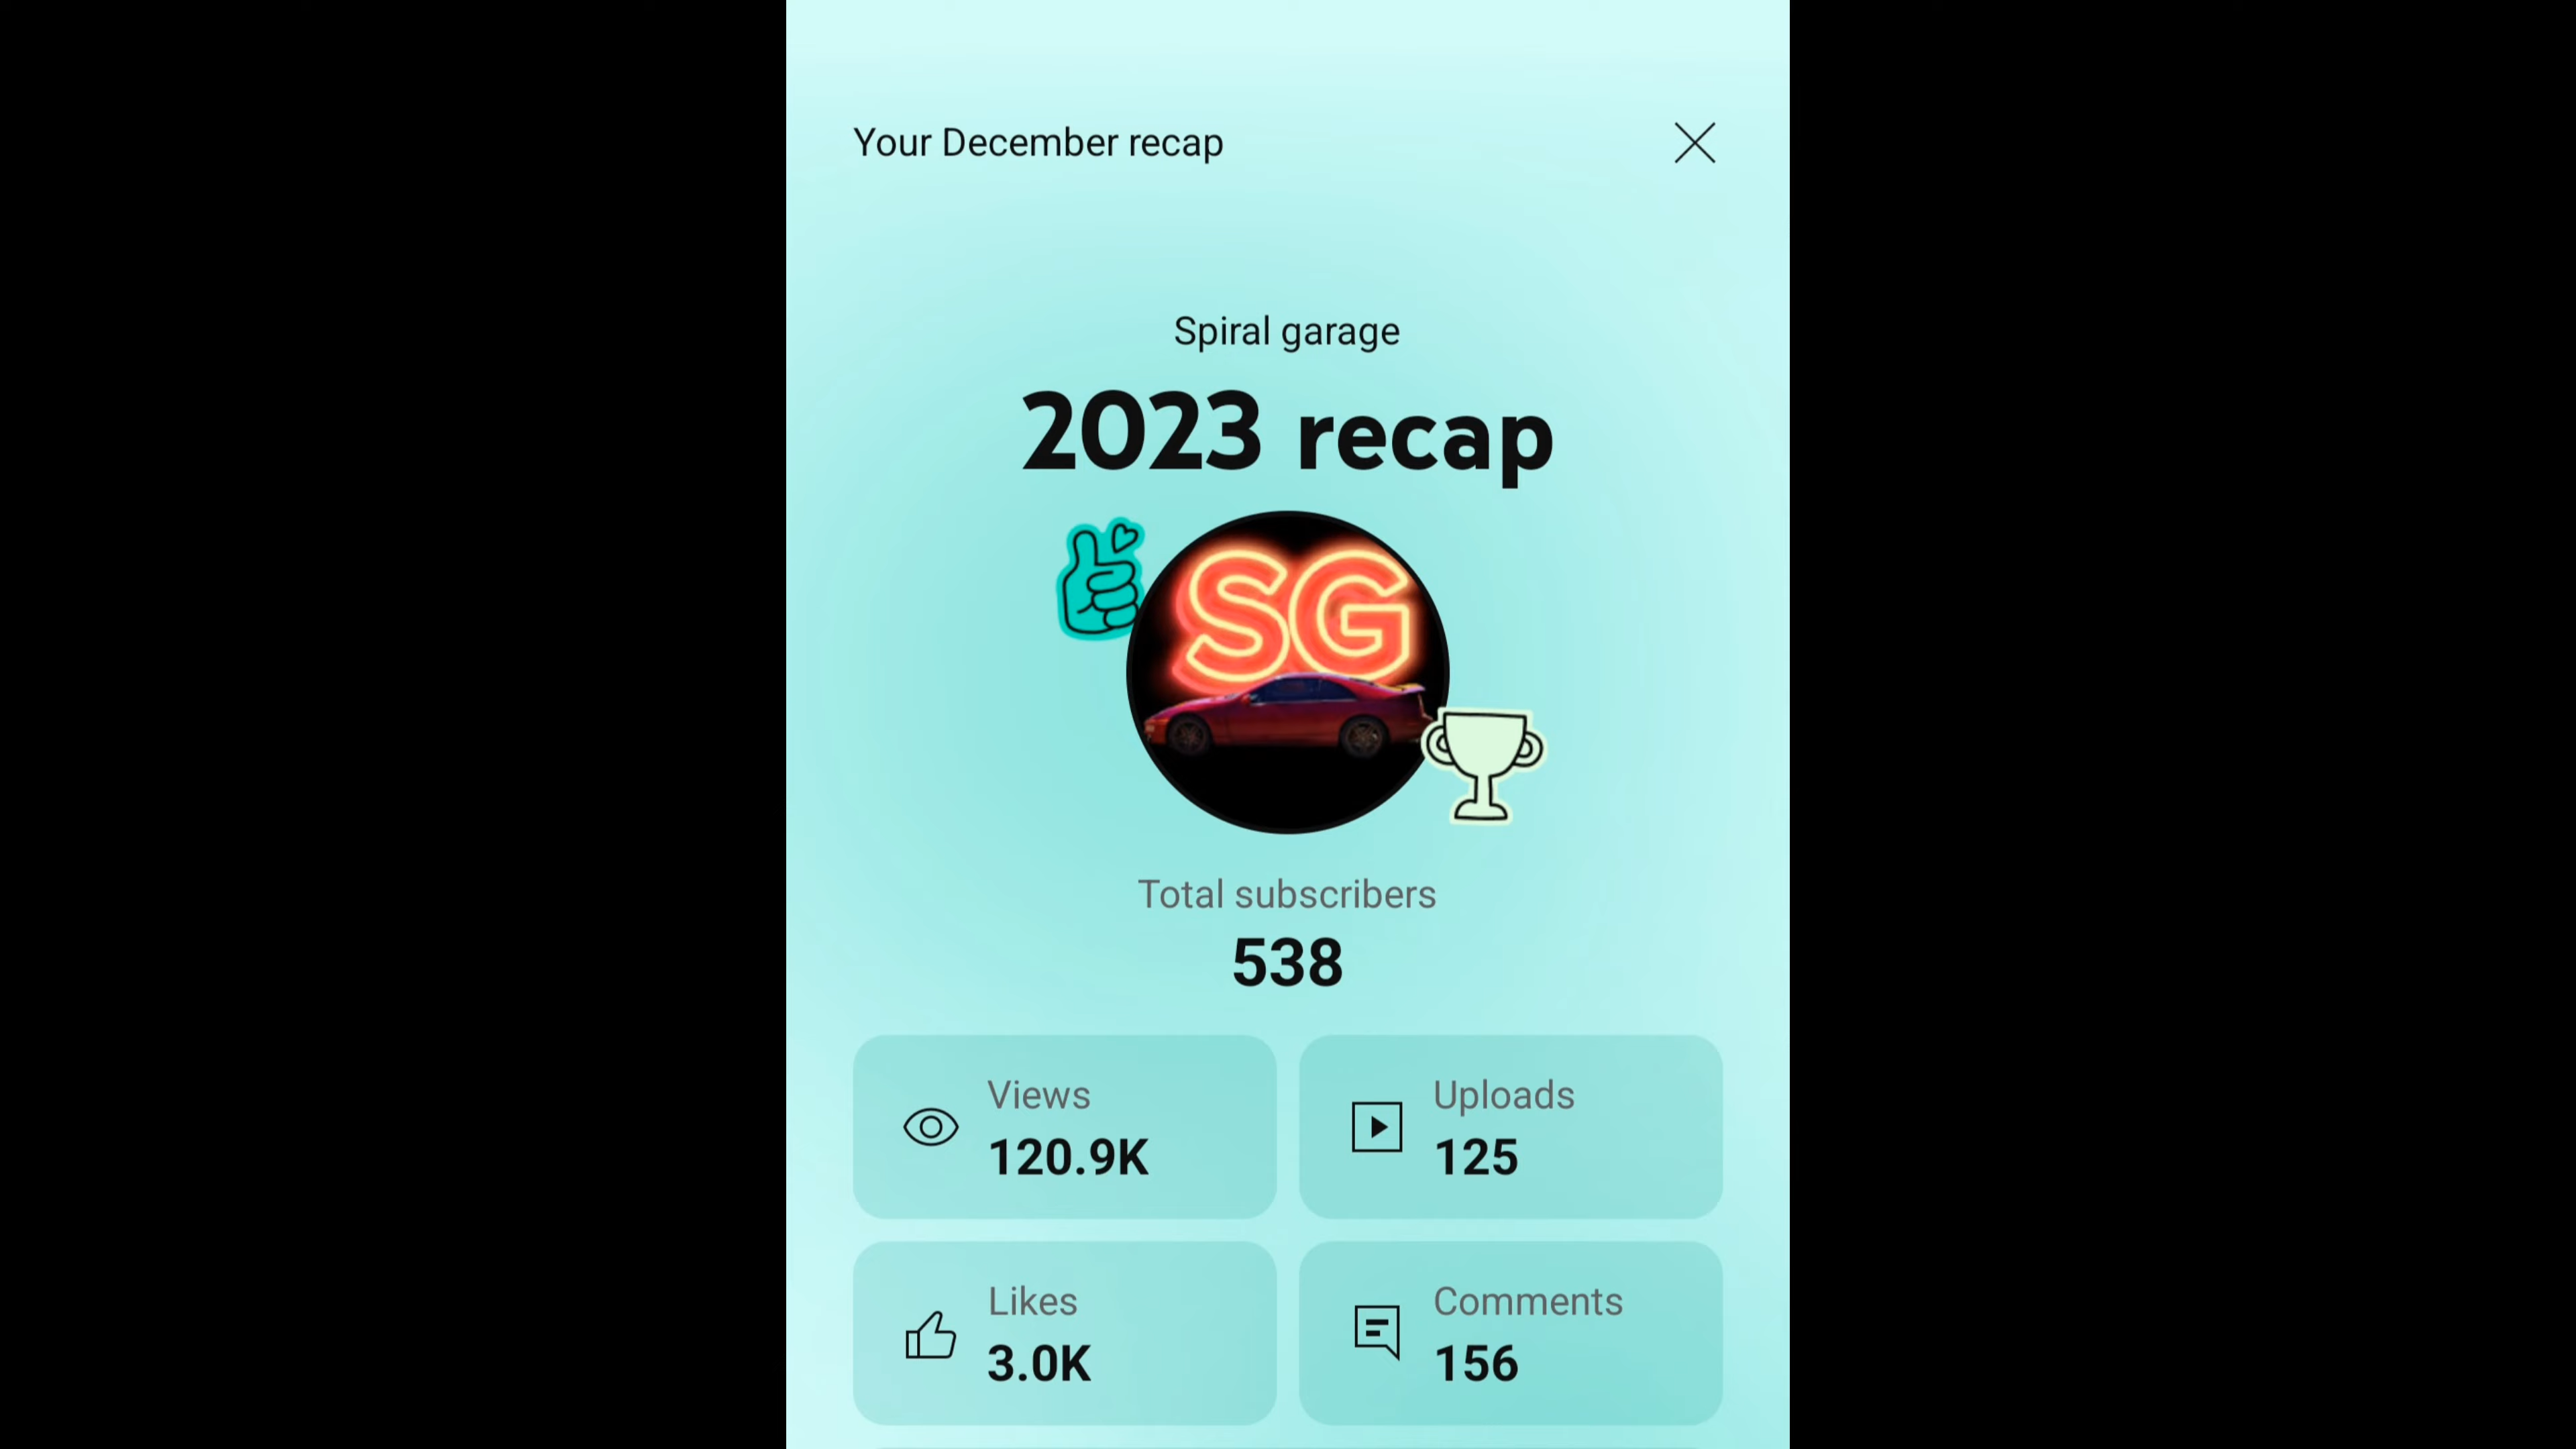 Your December recap
Spiral garage
2023 recap
SG
Total subscribers
538
Views
120.9K
Uploads
125
Likes
3.0K
Comments
156